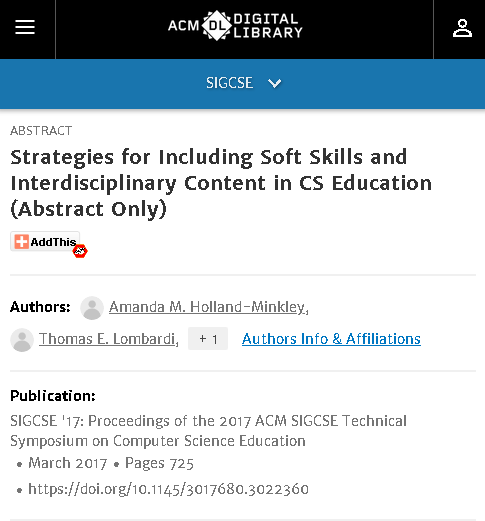 ACM DL DIGITAL
LIBRARY
SIGCSE
ABSTRACT
Strategies for Including Soft Skills and
Interdisciplinary Content in CS Education
(Abstract Only)
AddThis
Authors: Amanda M. Holland-Minkley,
Thomas E. Lombardi, + 1 Authors Info & Affiliations
Publication:
SIGCSE '17: Proceedings of the 2017 ACM SIGCSE Technical
Symposium on Computer Science Education
• March 2017 • Pages 725
• https://doi.org/10.1145/3017680.3022360